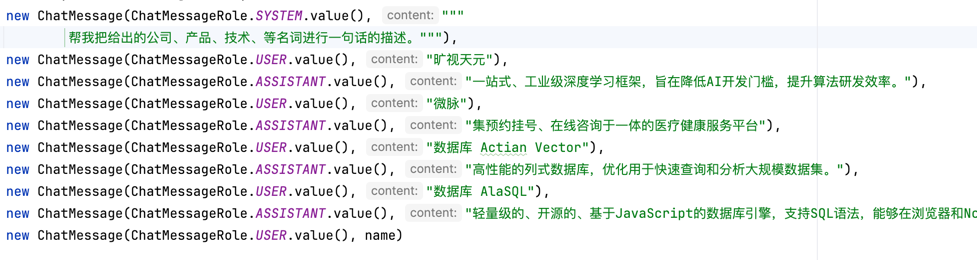 new ChatMessage(ChatMessageRole.SYSTEM.value(), content: """
帮我把给出的公司、产品、技术、等名词进行一句话的描述。"""),
new ChatMessage(ChatMessageRole.USER.value(), content: "旷视天元"),
new ChatMessage(ChatMessageRole.ASSISTANT.value(), content: "一站式、工业级深度学习框架，旨在降低AI开发门槛，提升算法研发效率。"),
new ChatMessage(ChatMessageRole.USER.value(), content: "微脉"),
new ChatMessage(ChatMessageRole.ASSISTANT.value(), content: "集预约挂号、在线咨询于一体的医疗健康服务平台"),
new ChatMessage(ChatMessageRole.USER.value(), content: "数据库 Actian Vector"),
new ChatMessage(ChatMessageRole.ASSISTANT.value(), content: "高性能的列式数据库，优化用于快速查询和分析大规模数据集。"),
new ChatMessage(ChatMessageRole.USER.value(), content: "数据库 AlaSQL"),
new ChatMessage(ChatMessageRole.ASSISTANT.value(), content: "轻量级的、开源的、基于JavaScript的数据库引擎，支持SQL语法，能够在浏览器和No
new ChatMessage(ChatMessageRole.USER.value(), name)